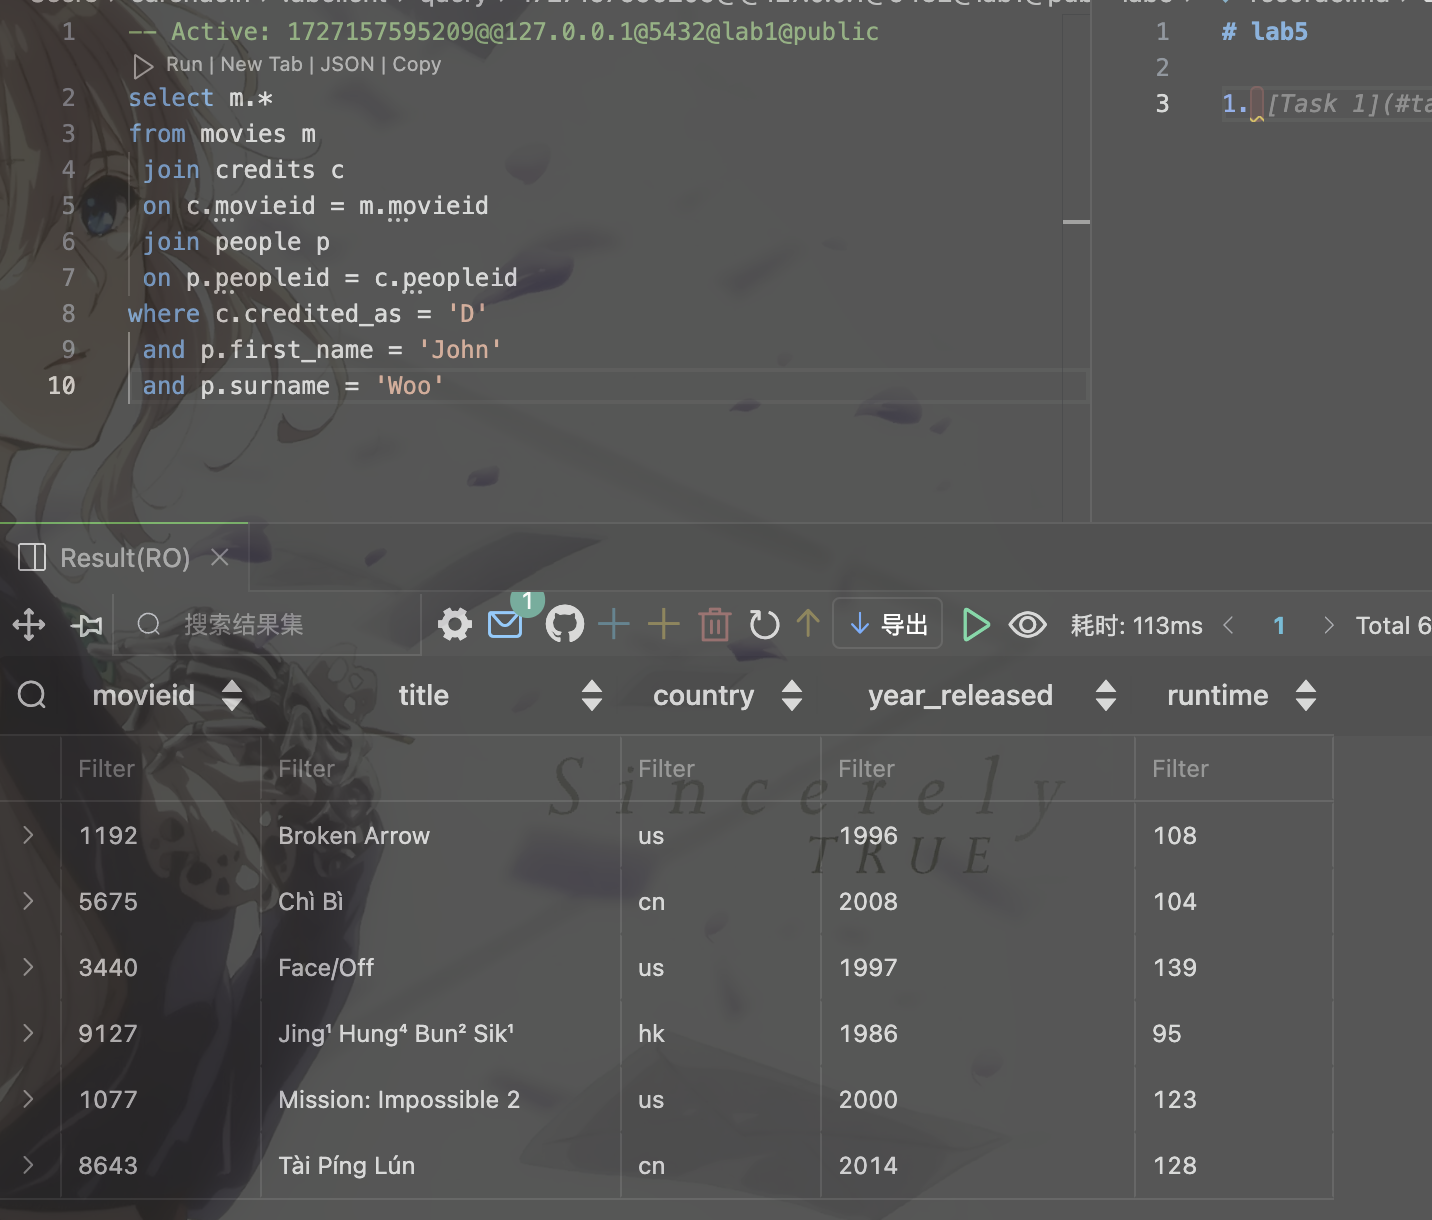 1 -- Active: 1727157595209@@127.0.0.1@5432@lab1@public
Run | New Tab | JSON | Copy
2 select m.*
3 from movies m
4 join credits c
5 on c.movieid = m.movieid
6 join people p
7 on p.peopleid = c.peopleid
8 where c.credited_as = 'D'
9 and p.first_name = 'John'
10 and p.surname = 'Woo'
1 # lab5
2
3 1. [Task 1](#ta
Result(RO)
搜索结果集 1 导出 耗时: 113ms 1 Total 6
movieid title country year_released runtime
Filter Filter Filter Filter Filter
Sincerely
TRUE
1192 Broken Arrow us 1996 108
5675 Chì Bì cn 2008 104
3440 Face/Off us 1997 139
9127 Jing¹ Hung⁴ Bun² Sik¹ hk 1986 95
1077 Mission: Impossible 2 us 2000 123
8643 Tài Píng Lún cn 2014 128